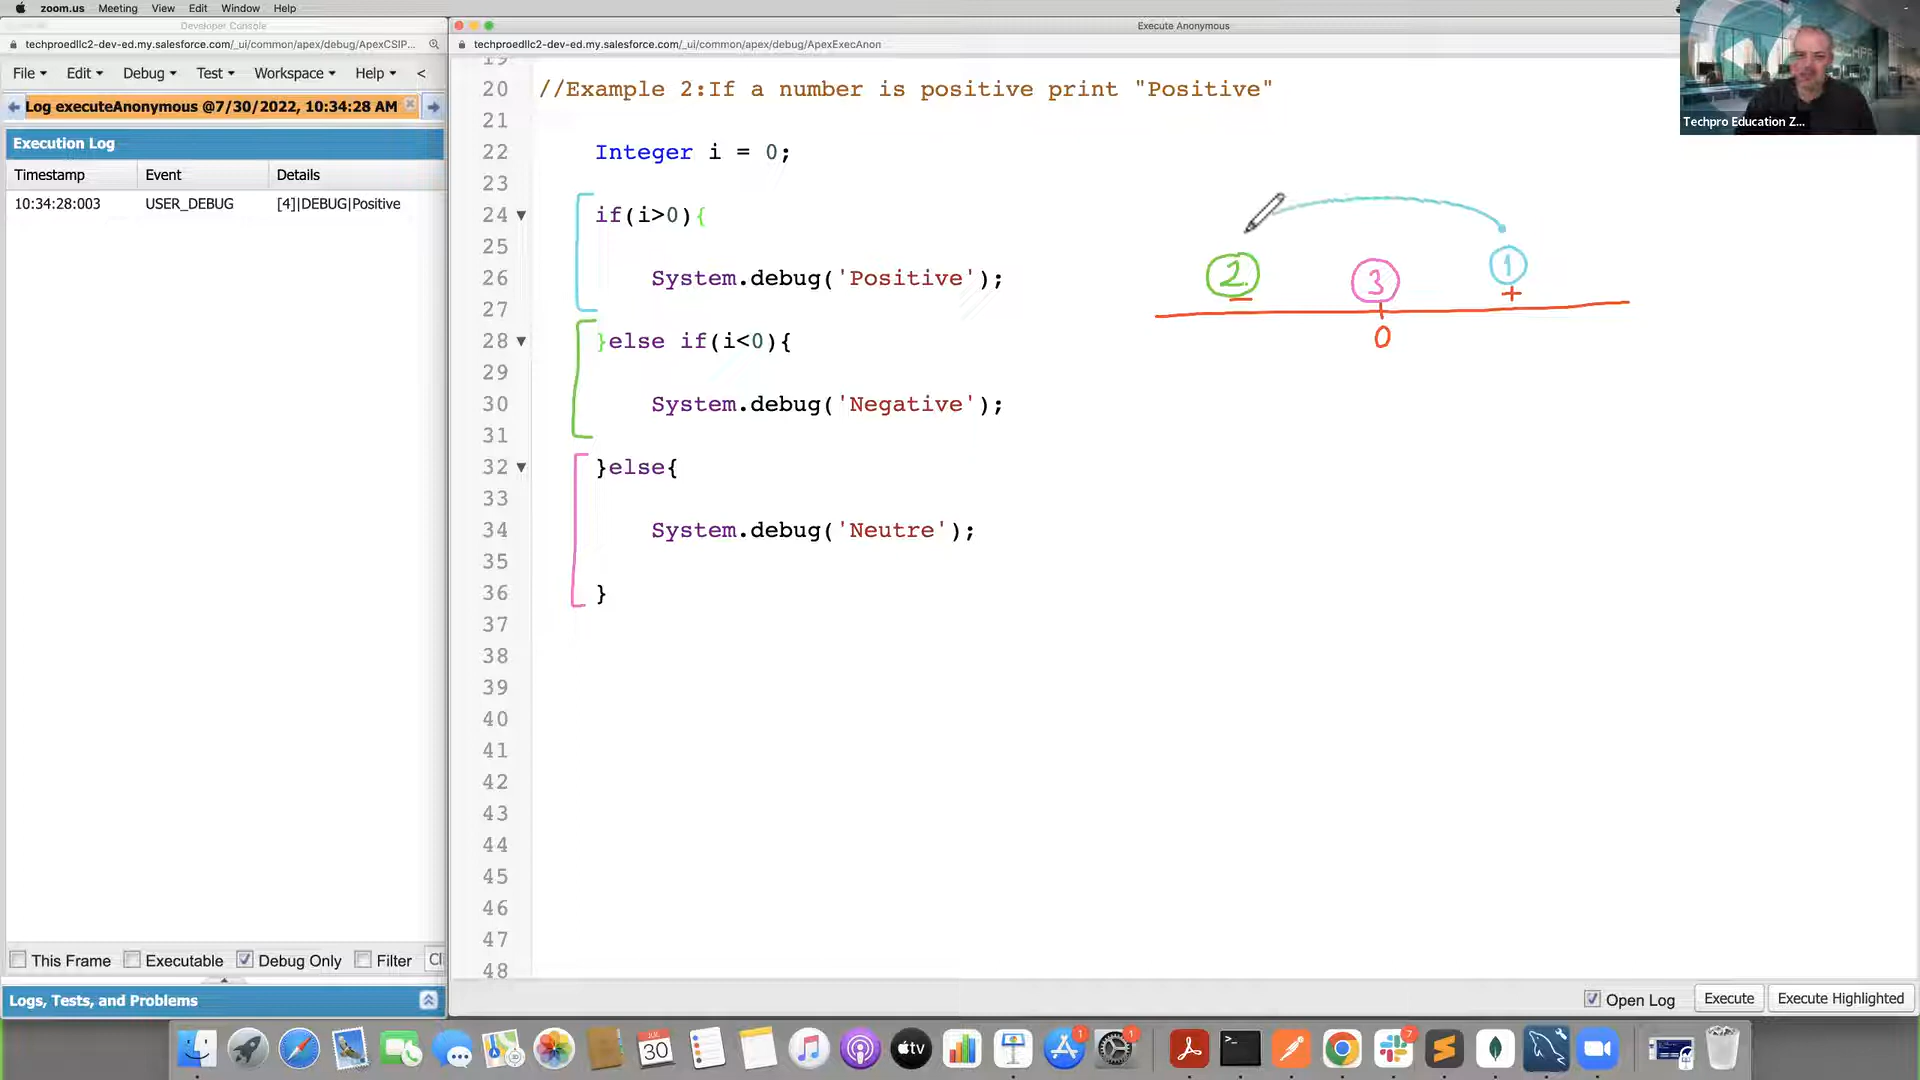 zoom.us Meeting View Edit Window Help
Developer Console
techproedllc2-dev-ed.my.salesforce.com/_ui/common/apex/debug/ApexCSIP...
File Edit Debug Test Workspace Help <
Log executeAnonymous @7/30/2022, 10:34:28 AM
Execution Log
Timestamp Event Details
10:34:28:003 USER_DEBUG [4]|DEBUG|Positive
This Frame Executable Debug Only Filter Cl
Logs, Tests, and Problems
Execute Anonymous
techproedllc2-dev-ed.my.salesforce.com/_ui/common/apex/debug/ApexExecAnon
19
20 //Example 2:If a number is positive print "Positive"
21
22 Integer i = 0;
23
24 if(i>0){
25
26 System.debug('Positive');
27
28 }else if(i<0){
29
30 System.debug('Negative');
31
32 }else{
33
34 System.debug('Neutre');
35
36 }
37
38
39
40
41
42
43
44
45
46
47
48
2 3 1
− +
0
Techpro Education Z...
Open Log Execute Execute Highlighted
JUL
30
tv
1
1
7